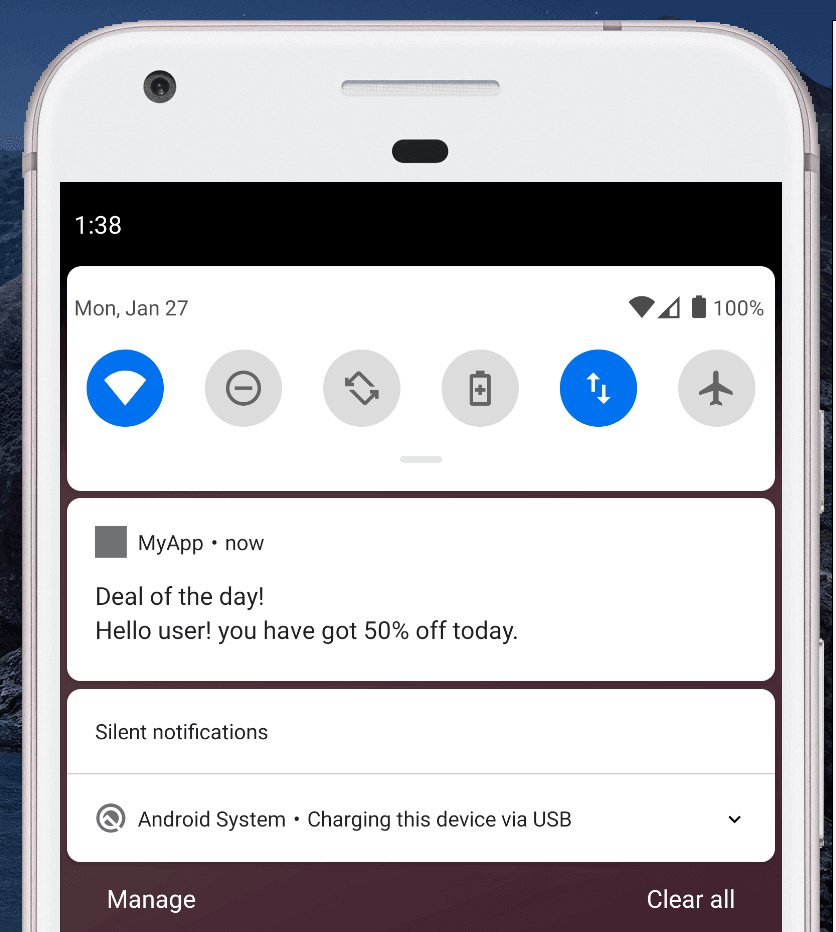 1:38
Mon, Jan 27 100%
MyApp • now
Deal of the day!
Hello user! you have got 50% off today.
Silent notifications
Android System • Charging this device via USB
Manage Clear all